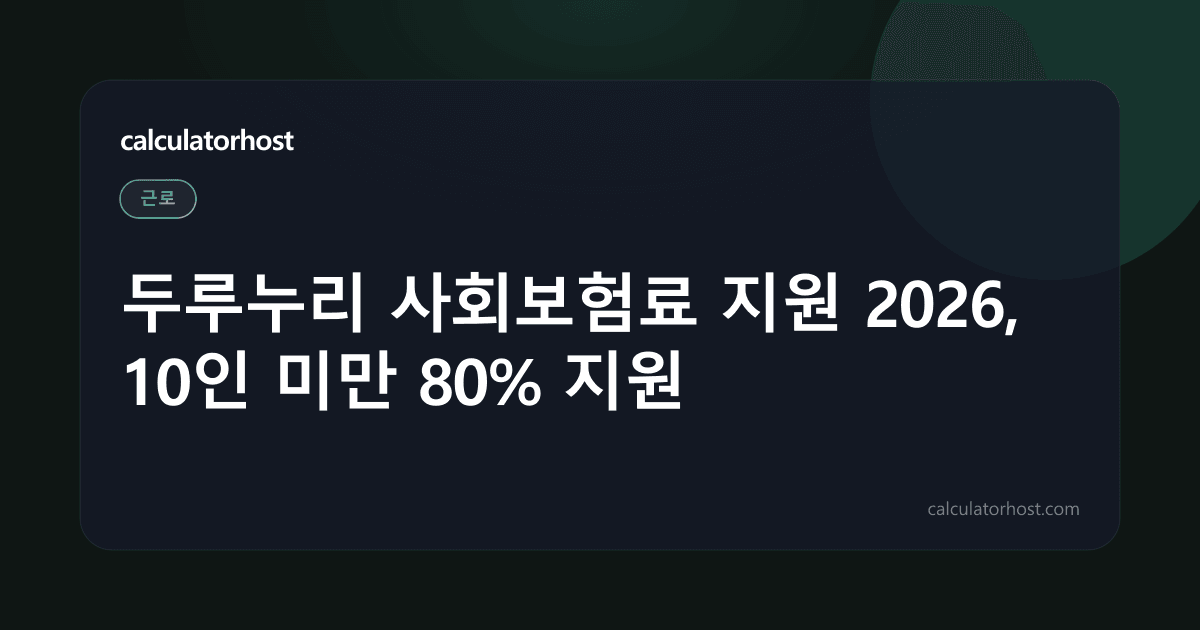 calculatorhost
근로
두루누리 사회보험료 지원 2026,
10인 미만 80% 지원
calculatorhost.com